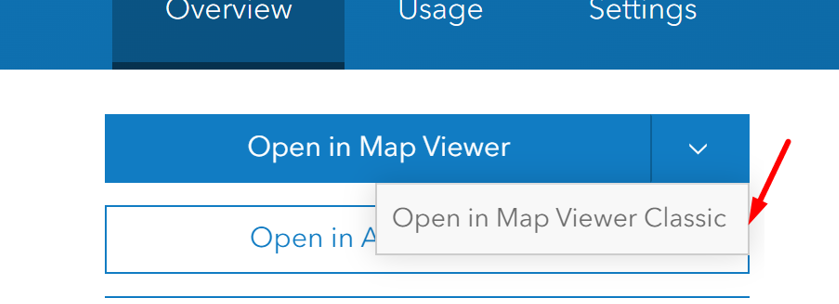 Overview Usage Settings
Open in Map Viewer
Open in Map Viewer Classic
Open in